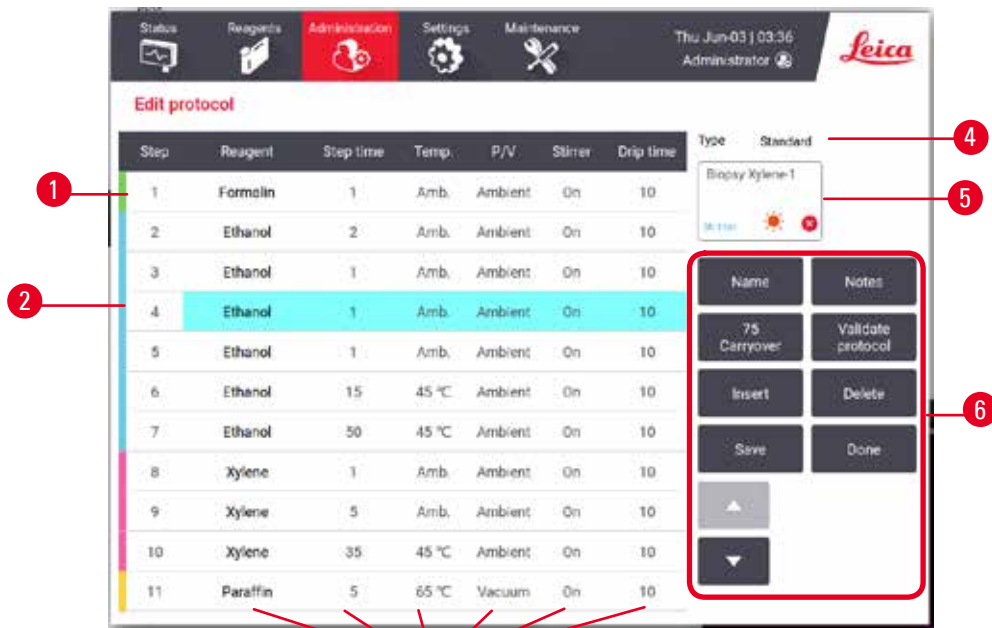 Status Reagents Administration Settings Maintenance
Thu Jun-03 | 03:36
Administrator
Leica
Edit protocol
Step Reagent Step time Temp. P/V Stirrer Drip time
1 Formalin 1 Amb. Ambient On 10
2 Ethanol 2 Amb. Ambient On 10
3 Ethanol 1 Amb. Ambient On 10
4 Ethanol 1 Amb. Ambient On 10
5 Ethanol 1 Amb. Ambient On 10
6 Ethanol 15 45 °C Ambient On 10
7 Ethanol 50 45 °C Ambient On 10
8 Xylene 1 Amb. Ambient On 10
9 Xylene 5 Amb. Ambient On 10
10 Xylene 35 45 °C Ambient On 10
11 Paraffin 5 65 °C Vacuum On 10
Type Standard
Biopsy Xylene-1
Name Notes
75 Carryover
Validate protocol
Insert Delete
Save Done
1
2
4
5
6